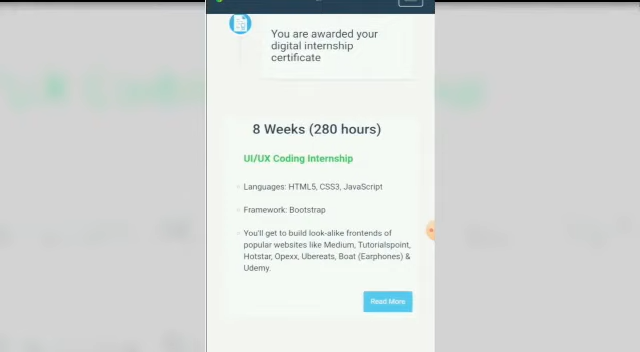 You are awarded your
digital internship
certificate
8 Weeks (280 hours)
UI/UX Coding Internship
Languages: HTML5, CSS3, JavaScript
Framework: Bootstrap
You'll get to build look-alike frontends of
popular websites like Medium, Tutorialspoint,
Hotstar, Opexx, Ubereats, Boat (Earphones) &
Udemy.
Read More